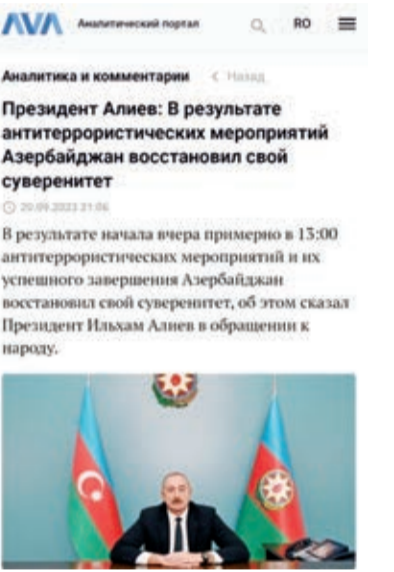 AVA Аналитический портал RO
Аналитика и комментарии < Назад
Президент Алиев: В результате
антитеррористических мероприятий
Азербайджан восстановил свой
суверенитет
20.09.2023 21:06
В результате начала вчера примерно в 13:00
антитеррористических мероприятий и их
успешного завершения Азербайджан
восстановил свой суверенитет, об этом сказал
Президент Ильхам Алиев в обращении к
народу.